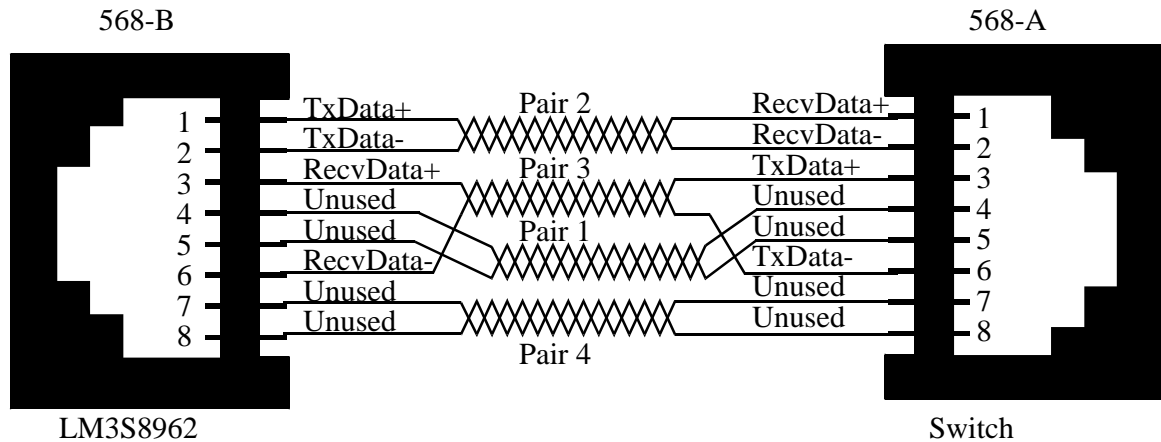 568-B
568-A
1 TxData+ Pair 2 RecvData+ 1
2 TxData- RecvData- 2
3 RecvData+ Pair 3 TxData+ 3
4 Unused Unused 4
5 Unused Pair 1 Unused 5
6 RecvData- TxData- 6
7 Unused Unused 7
8 Unused Pair 4 Unused 8
LM3S8962
Switch